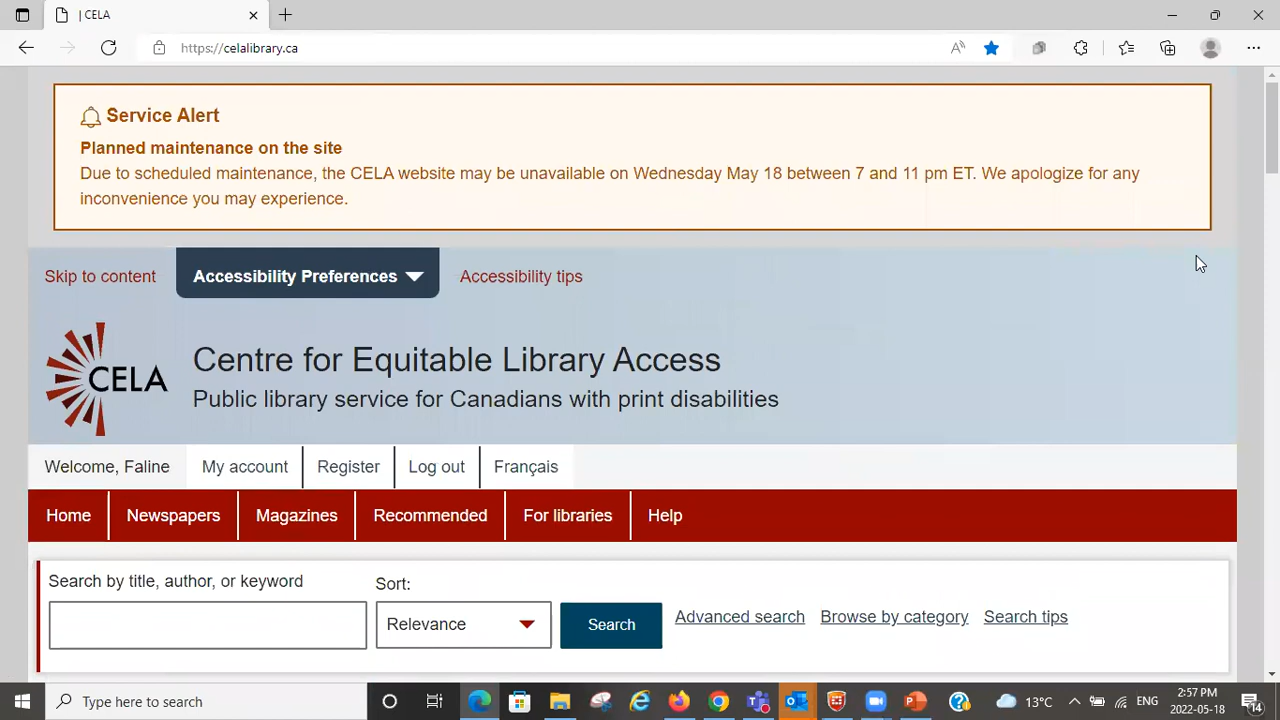 | CELA
https://celalibrary.ca
Service Alert
Planned maintenance on the site
Due to scheduled maintenance, the CELA website may be unavailable on Wednesday May 18 between 7 and 11 pm ET. We apologize for any
inconvenience you may experience.
Skip to content
Accessibility Preferences
Accessibility tips
CELA
Centre for Equitable Library Access
Public library service for Canadians with print disabilities
Welcome, Faline
My account
Register
Log out
Français
Home
Newspapers
Magazines
Recommended
For libraries
Help
Search by title, author, or keyword
Sort:
Relevance
Search
Advanced search
Browse by category
Search tips
Type here to search
13°C
ENG
2:57 PM
2022-05-18
14